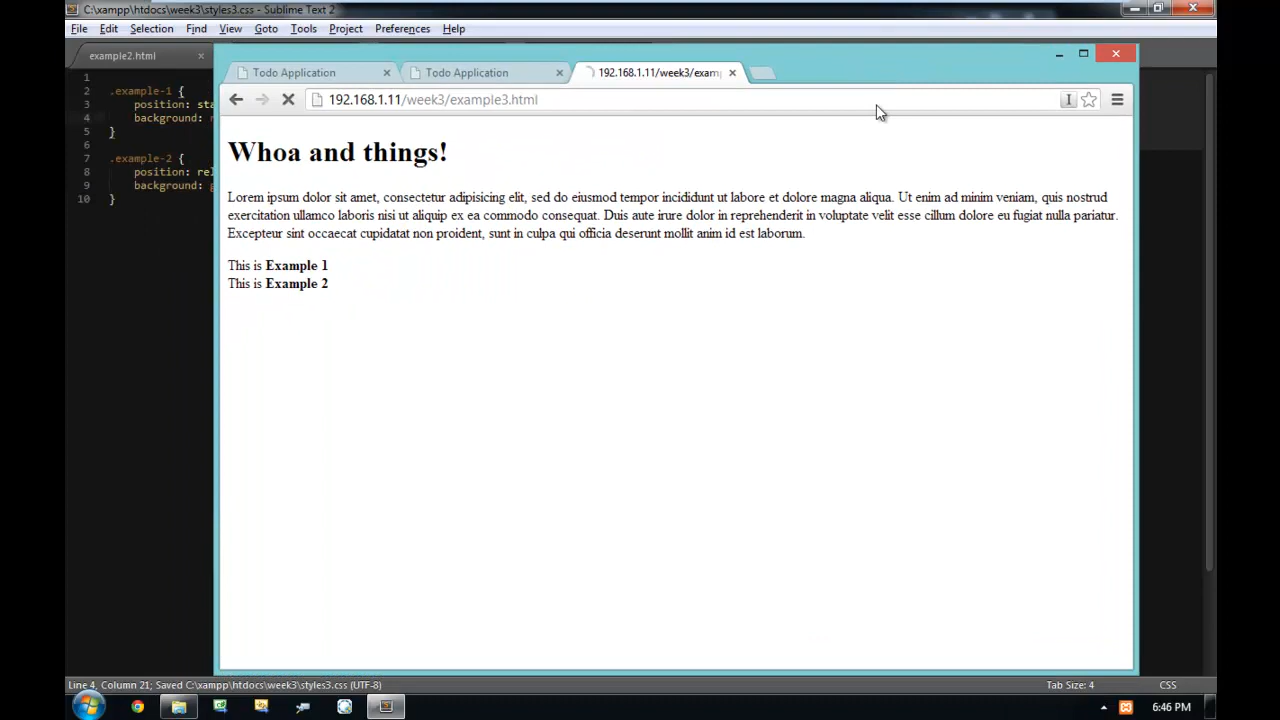 C:\xampp\htdocs\week3\styles3.css - Sublime Text 2
File Edit Selection Find View Goto Tools Project Preferences Help
example2.html
Todo Application
Todo Application
192.168.1.11/week3/exam
192.168.1.11/week3/example3.html
1
2 .example-1 {
3 position: sta
4 background: r
5 }
6
7 .example-2 {
8 position: rel
9 background: g
10 }
Whoa and things!
Lorem ipsum dolor sit amet, consectetur adipisicing elit, sed do eiusmod tempor incididunt ut labore et dolore magna aliqua. Ut enim ad minim veniam, quis nostrud
exercitation ullamco laboris nisi ut aliquip ex ea commodo consequat. Duis aute irure dolor in reprehenderit in voluptate velit esse cillum dolore eu fugiat nulla pariatur.
Excepteur sint occaecat cupidatat non proident, sunt in culpa qui officia deserunt mollit anim id est laborum.
This is Example 1
This is Example 2
Line 4, Column 21; Saved C:\xampp\htdocs\week3\styles3.css (UTF-8)
Tab Size: 4
CSS
6:46 PM